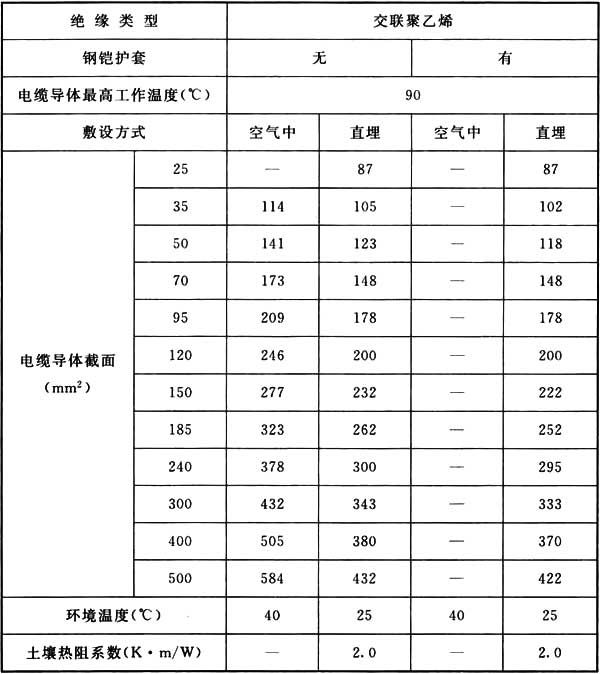 绝缘类型 交联聚乙烯
钢铠护套 无 有
电缆导体最高工作温度(℃) 90
敷设方式 空气中 直埋 空气中 直埋
25 — 87 — 87
35 114 105 — 102
50 141 123 — 118
70 173 148 — 148
95 209 178 — 178
电缆导体截面 120 246 200 — 200
(mm²) 150 277 232 — 222
185 323 262 — 252
240 378 300 — 295
300 432 343 — 333
400 505 380 — 370
500 584 432 — 422
环境温度(℃) 40 25 40 25
土壤热阻系数(K·m/W) — 2.0 — 2.0